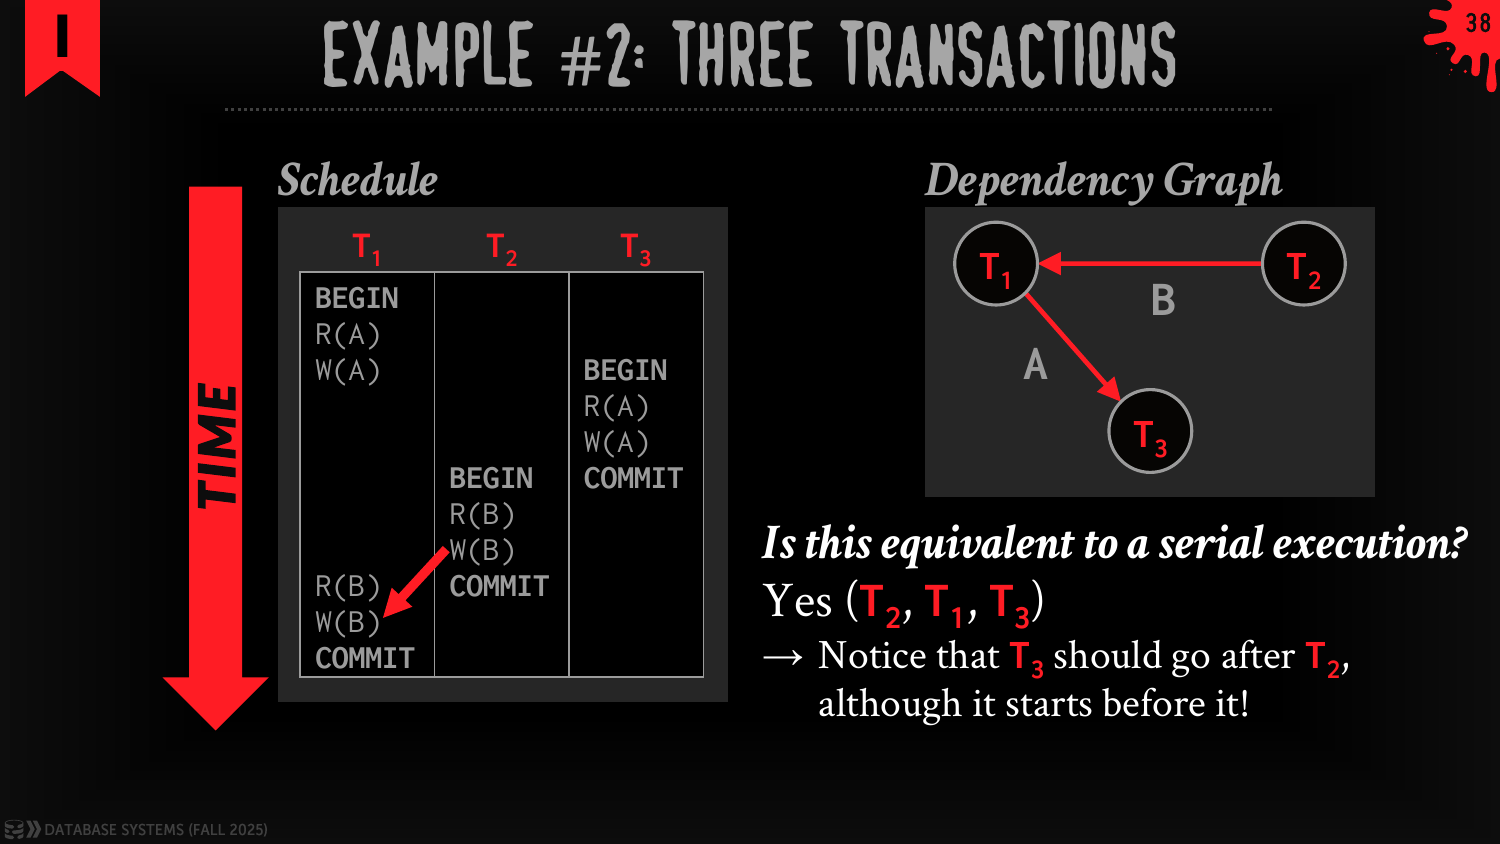 I
38
EXAMPLE #2: THREE TRANSACTIONS
Schedule
TIME
T1 T2 T3
BEGIN
R(A)
W(A) BEGIN
R(A)
W(A)
BEGIN COMMIT
R(B)
W(B)
R(B) COMMIT
W(B)
COMMIT
Dependency Graph
T1 T2
B
A
T3
Is this equivalent to a serial execution?
Yes (T2, T1, T3)
→ Notice that T3 should go after T2,
although it starts before it!
DATABASE SYSTEMS (FALL 2025)